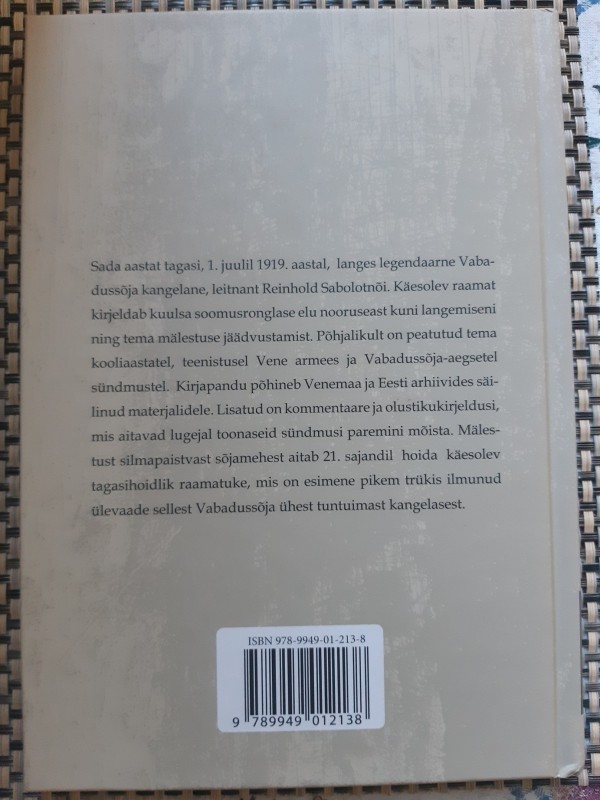 Sada aastat tagasi, 1. juulil 1919. aastal, langes legendaarne Vaba-
dussõja kangelane, leitnant Reinhold Sabolotnõi. Käesolev raamat
kirjeldab kuulsa soomusronglase elu nooruseast kuni langemiseni
ning tema mälestuse jäädvustamist. Põhjalikult on peatutud tema
kooliaastatel, teenistusel Vene armees ja Vabadussõja-aegsetel
sündmustel. Kirjapandu põhineb Venemaa ja Eesti arhiivides säi-
linud materjalidele. Lisatud on kommentaare ja olustikukirjeldusi,
mis aitavad lugejal toonaseid sündmusi paremini mõista. Mäles-
tust silmapaistvast sõjamehest aitab 21. sajandil hoida käesolev
tagasihoidlik raamatuke, mis on esimene pikem trükis ilmunud
ülevaade sellest Vabadussõja ühest tuntuimast kangelasest.
ISBN 978-9949-01-213-8
9 789949 012138